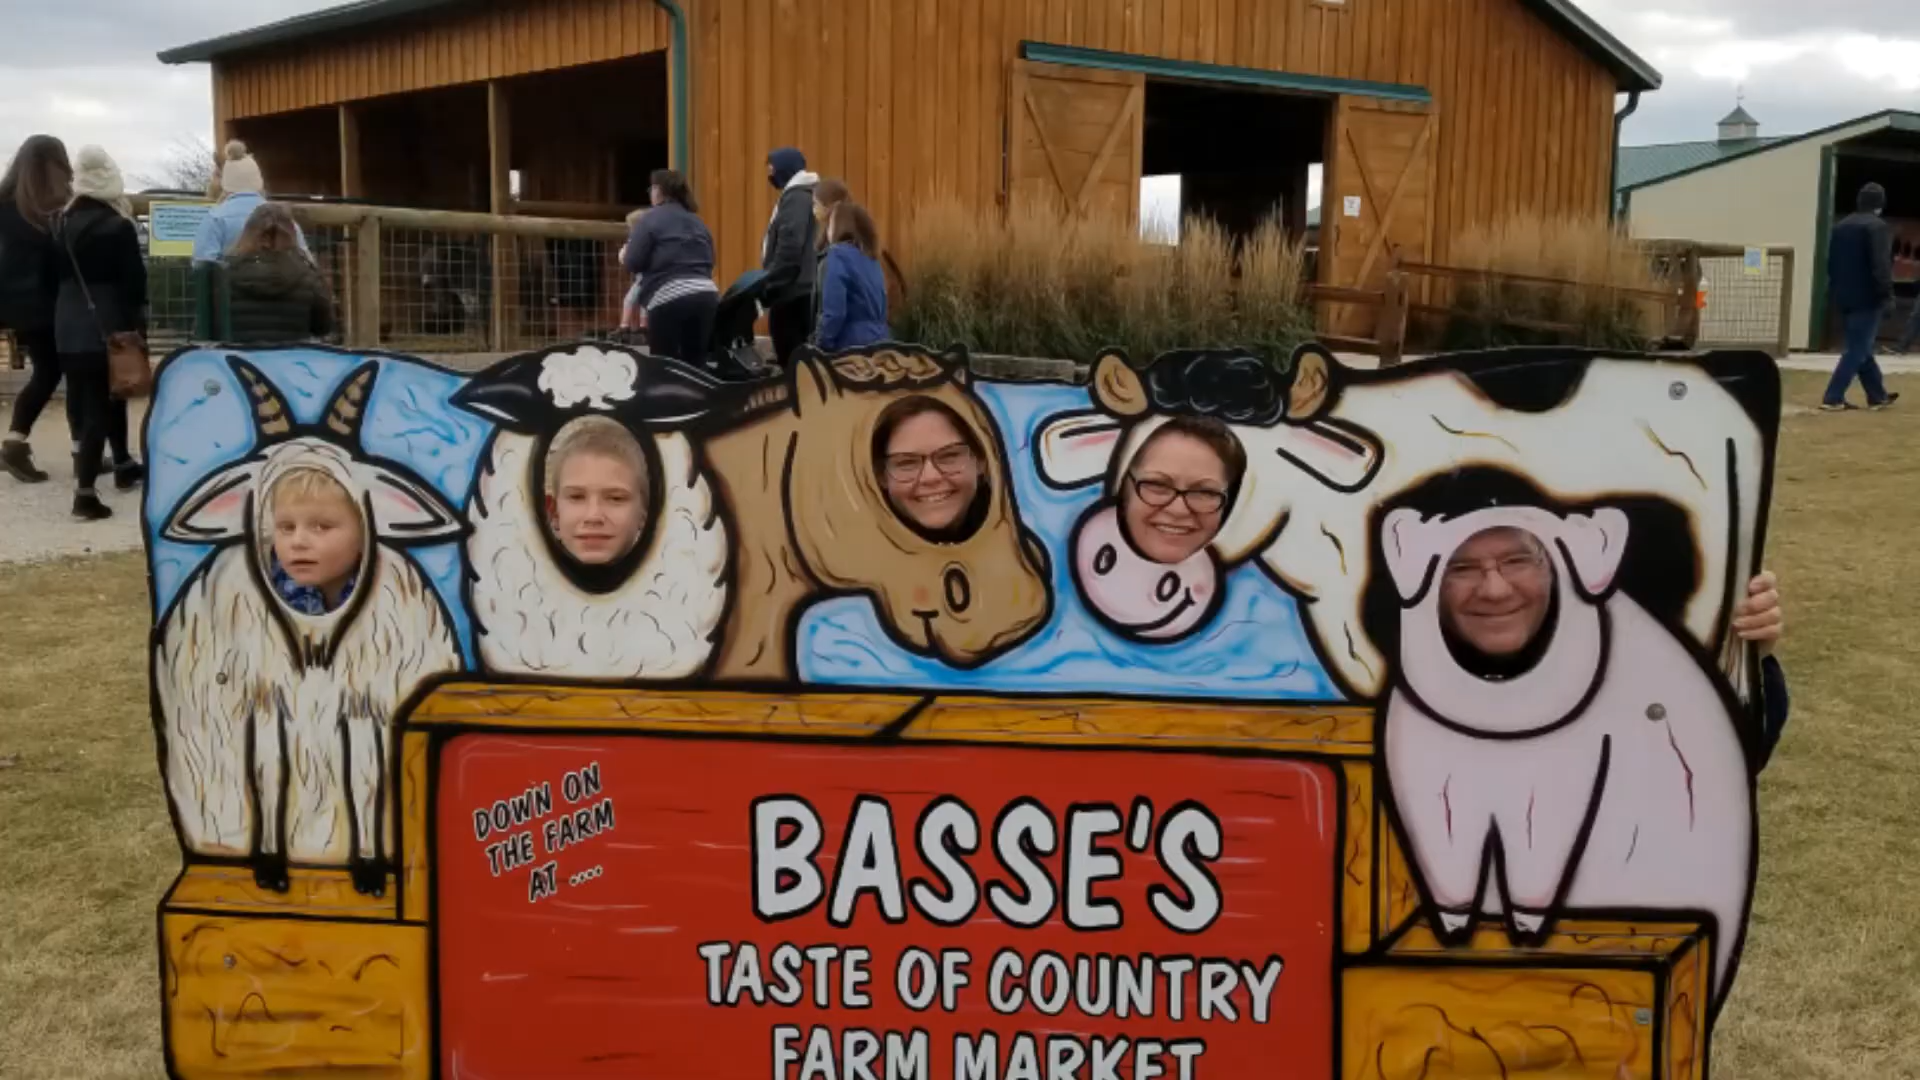 DOWN ON
THE FARM
AT ....
BASSE'S
TASTE OF COUNTRY
FARM MARKET